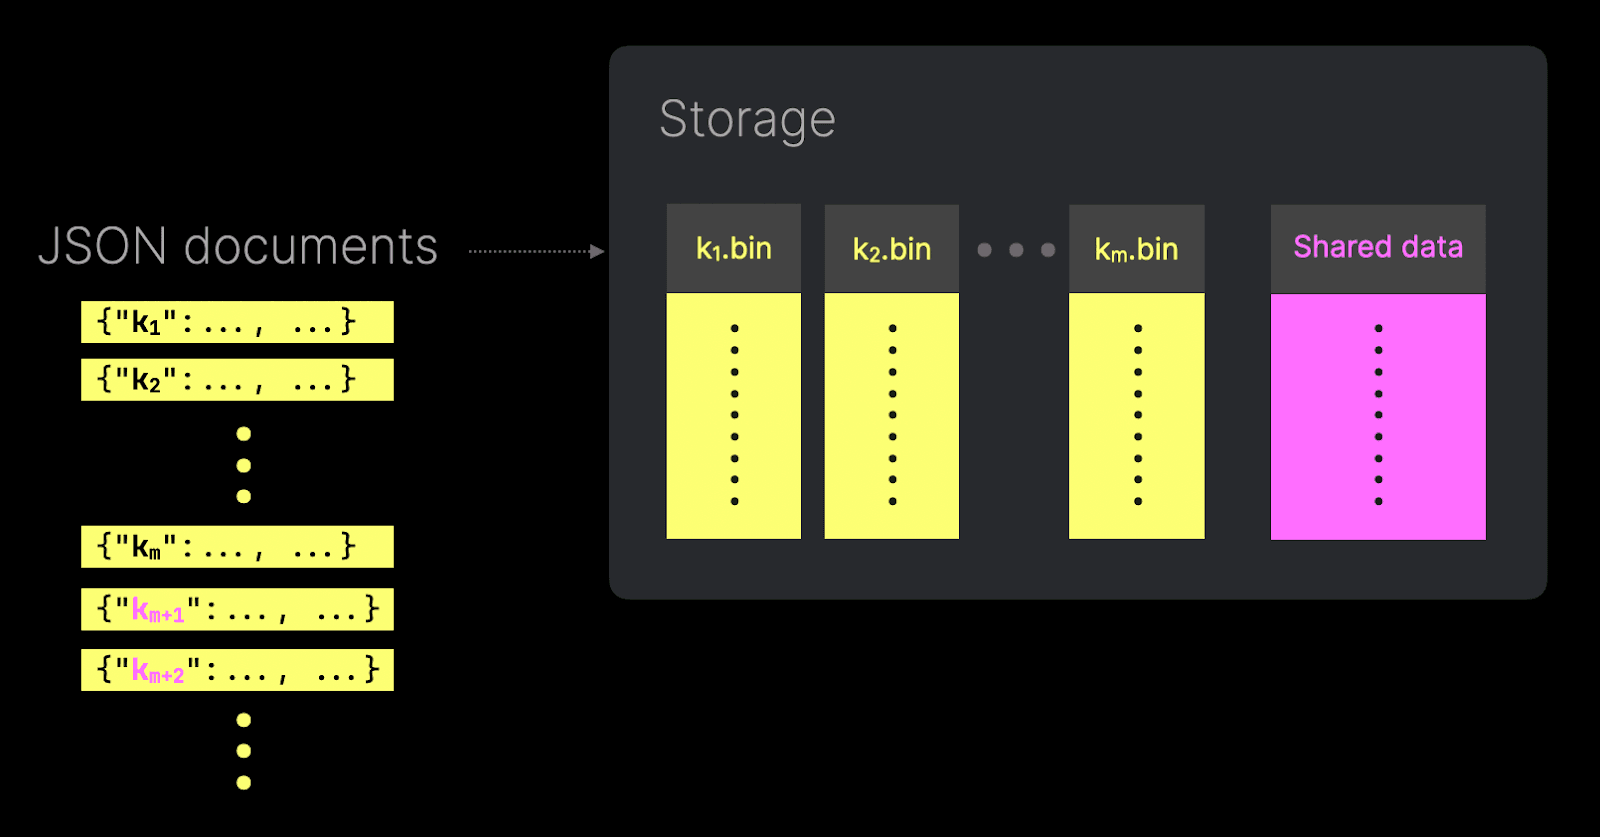 Storage
JSON documents
k₁.bin
k₂.bin
kₘ.bin
Shared data
{"k₁":..., ...}
{"k₂":..., ...}
{"kₘ":..., ...}
{"kₘ₊₁":..., ...}
{"kₘ₊₂":..., ...}